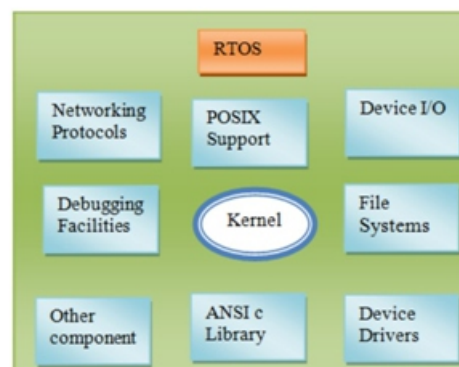 RTOS
Networking
Protocols
POSIX
Support
Device I/O
Debugging
Facilities
Kernel
File
Systems
Other
component
ANSI c
Library
Device
Drivers